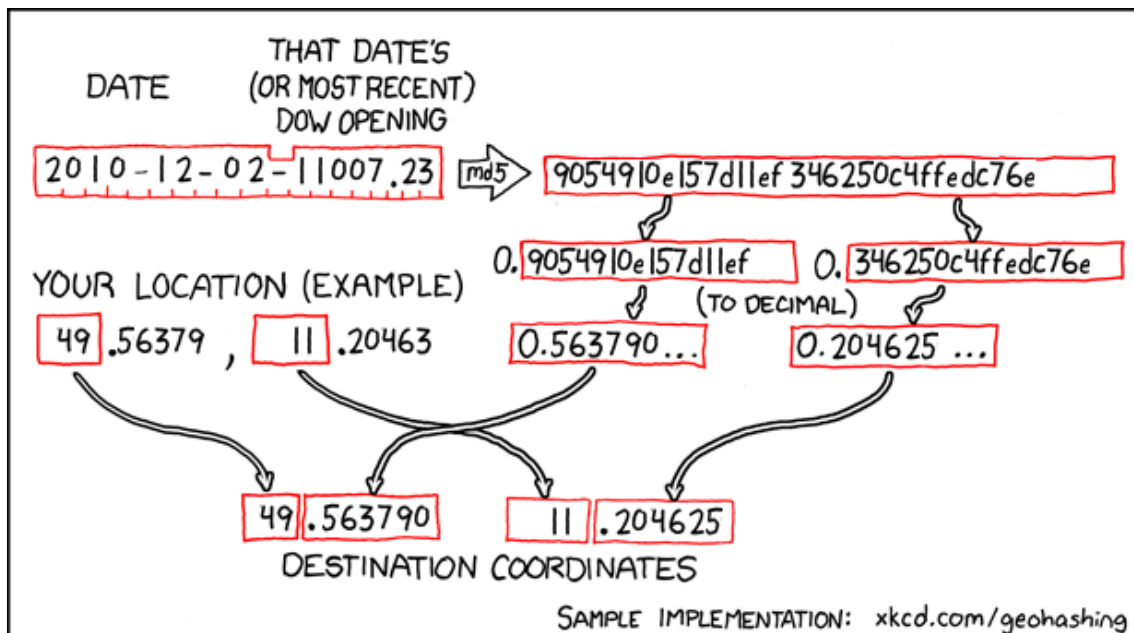 DATE
THAT DATE'S
(OR MOST RECENT)
DOW OPENING
2010-12-02-11007.23
md5
9054910e157d11ef346250c4ffedc76e
0.9054910e157d11ef
0.346250c4ffedc76e
YOUR LOCATION (EXAMPLE)
(TO DECIMAL)
49.56379, 11.20463
0.563790...
0.204625...
49.563790
11.204625
DESTINATION COORDINATES
SAMPLE IMPLEMENTATION: xkcd.com/geohashing